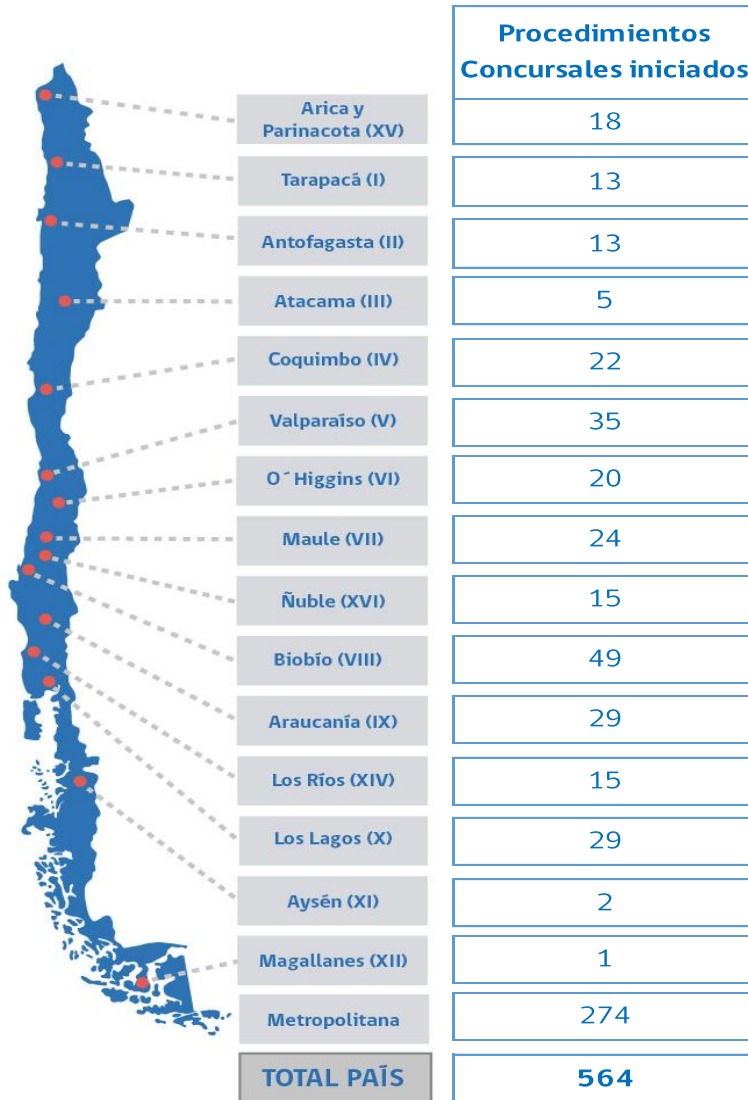 Procedimientos
Concursales iniciados
Arica y
Parinacota (XV)
18
Tarapacá (I)
13
Antofagasta (II)
13
Atacama (III)
5
Coquimbo (IV)
22
Valparaíso (V)
35
O´ Higgins (VI)
20
Maule (VII)
24
Ñuble (XVI)
15
Biobío (VIII)
49
Araucanía (IX)
29
Los Ríos (XIV)
15
Los Lagos (X)
29
Aysén (XI)
2
Magallanes (XII)
1
Metropolitana
274
TOTAL PAÍS
564